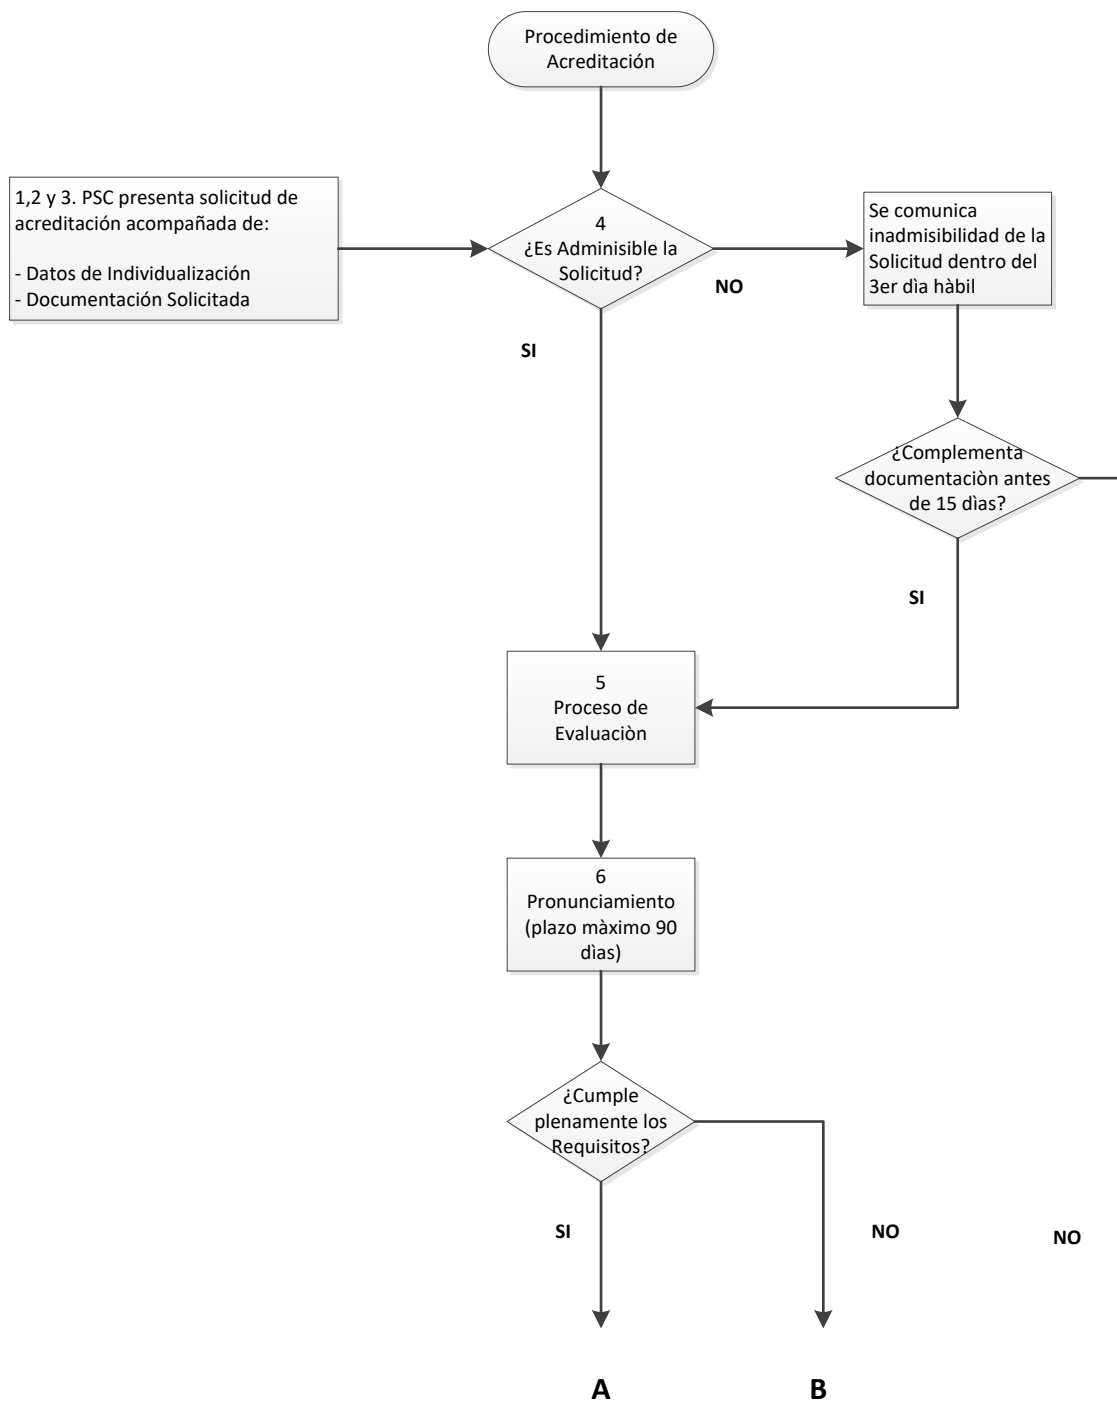 Procedimiento de
Acreditación
1,2 y 3. PSC presenta solicitud de
acreditación acompañada de:
- Datos de Individualización
- Documentación Solicitada
4
¿Es Adminisible la
Solicitud?
NO
Se comunica
inadmisibilidad de la
Solicitud dentro del
3er dìa hàbil
SI
¿Complementa
documentaciòn antes
de 15 dìas?
SI
5
Proceso de
Evaluaciòn
6
Pronunciamiento
(plazo màximo 90
dìas)
¿Cumple
plenamente los
Requisitos?
SI
NO
NO
A
B